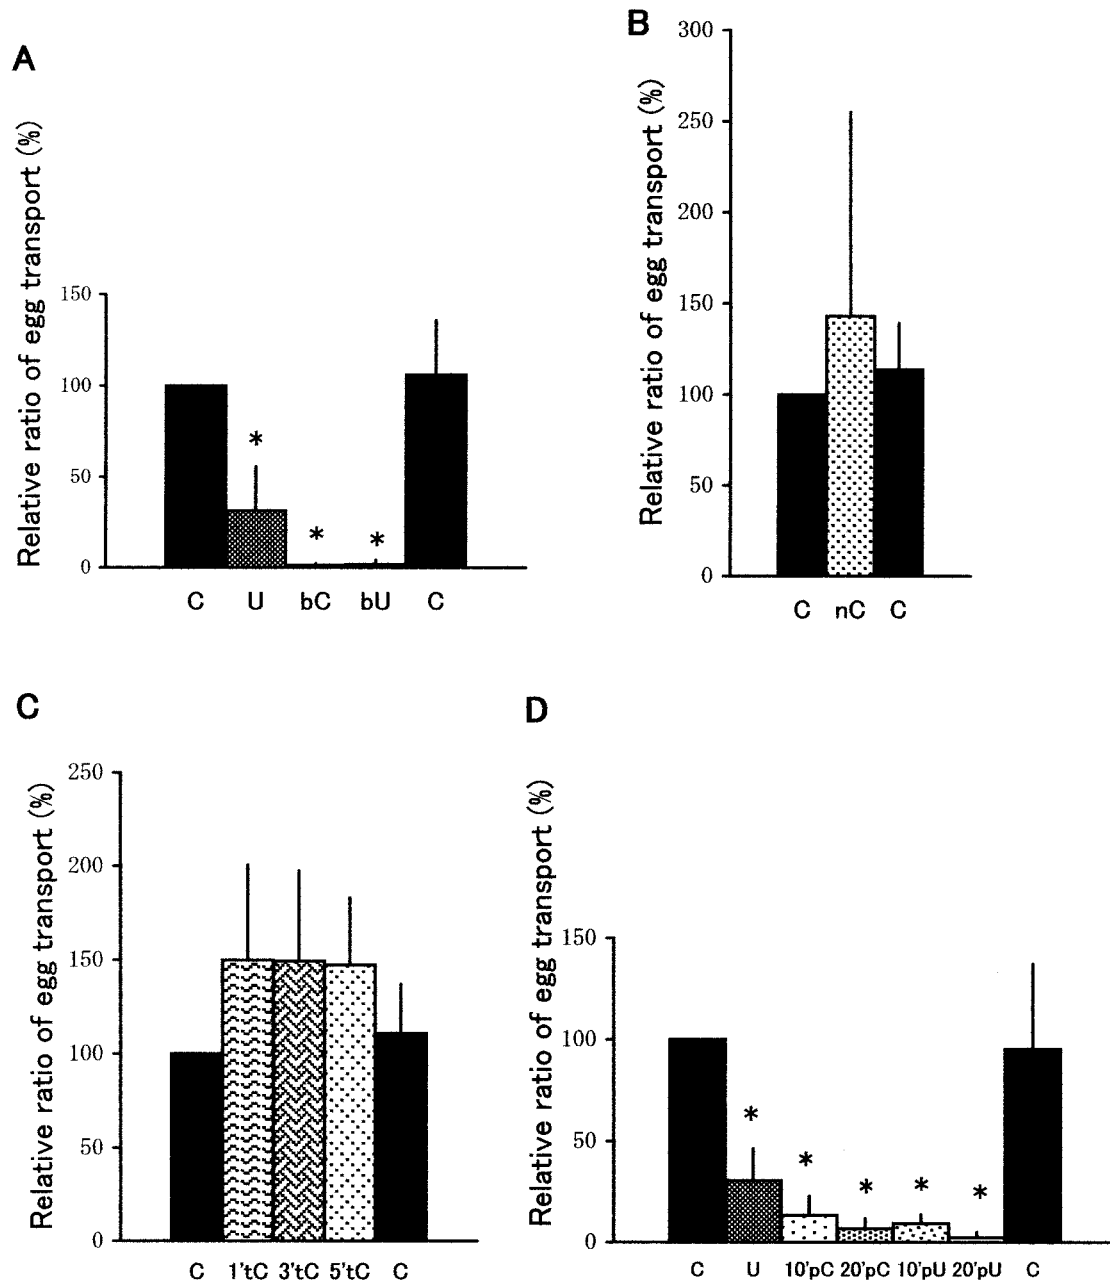 A
Relative ratio of egg transport (%)
150
100
50
0
*
*
*
C U bC bU C
B
Relative ratio of egg transport (%)
300
250
200
150
100
50
0
C nC C
C
Relative ratio of egg transport (%)
250
200
150
100
50
0
C 1'tC 3'tC 5'tC C
D
Relative ratio of egg transport (%)
150
100
50
0
*
*
*
*
*
C U 10'pC 20'pC 10'pU 20'pU C